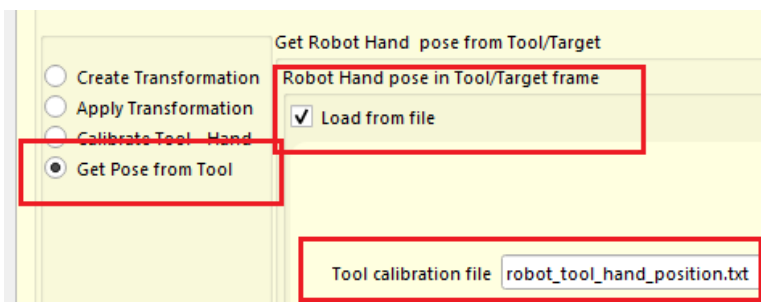 Get Robot Hand pose from Tool/Target
Create Transformation
Robot Hand pose in Tool/Target frame
Apply Transformation
Load from file
Calibrate Tool - Hand
Get Pose from Tool
Tool calibration file robot_tool_hand_position.txt